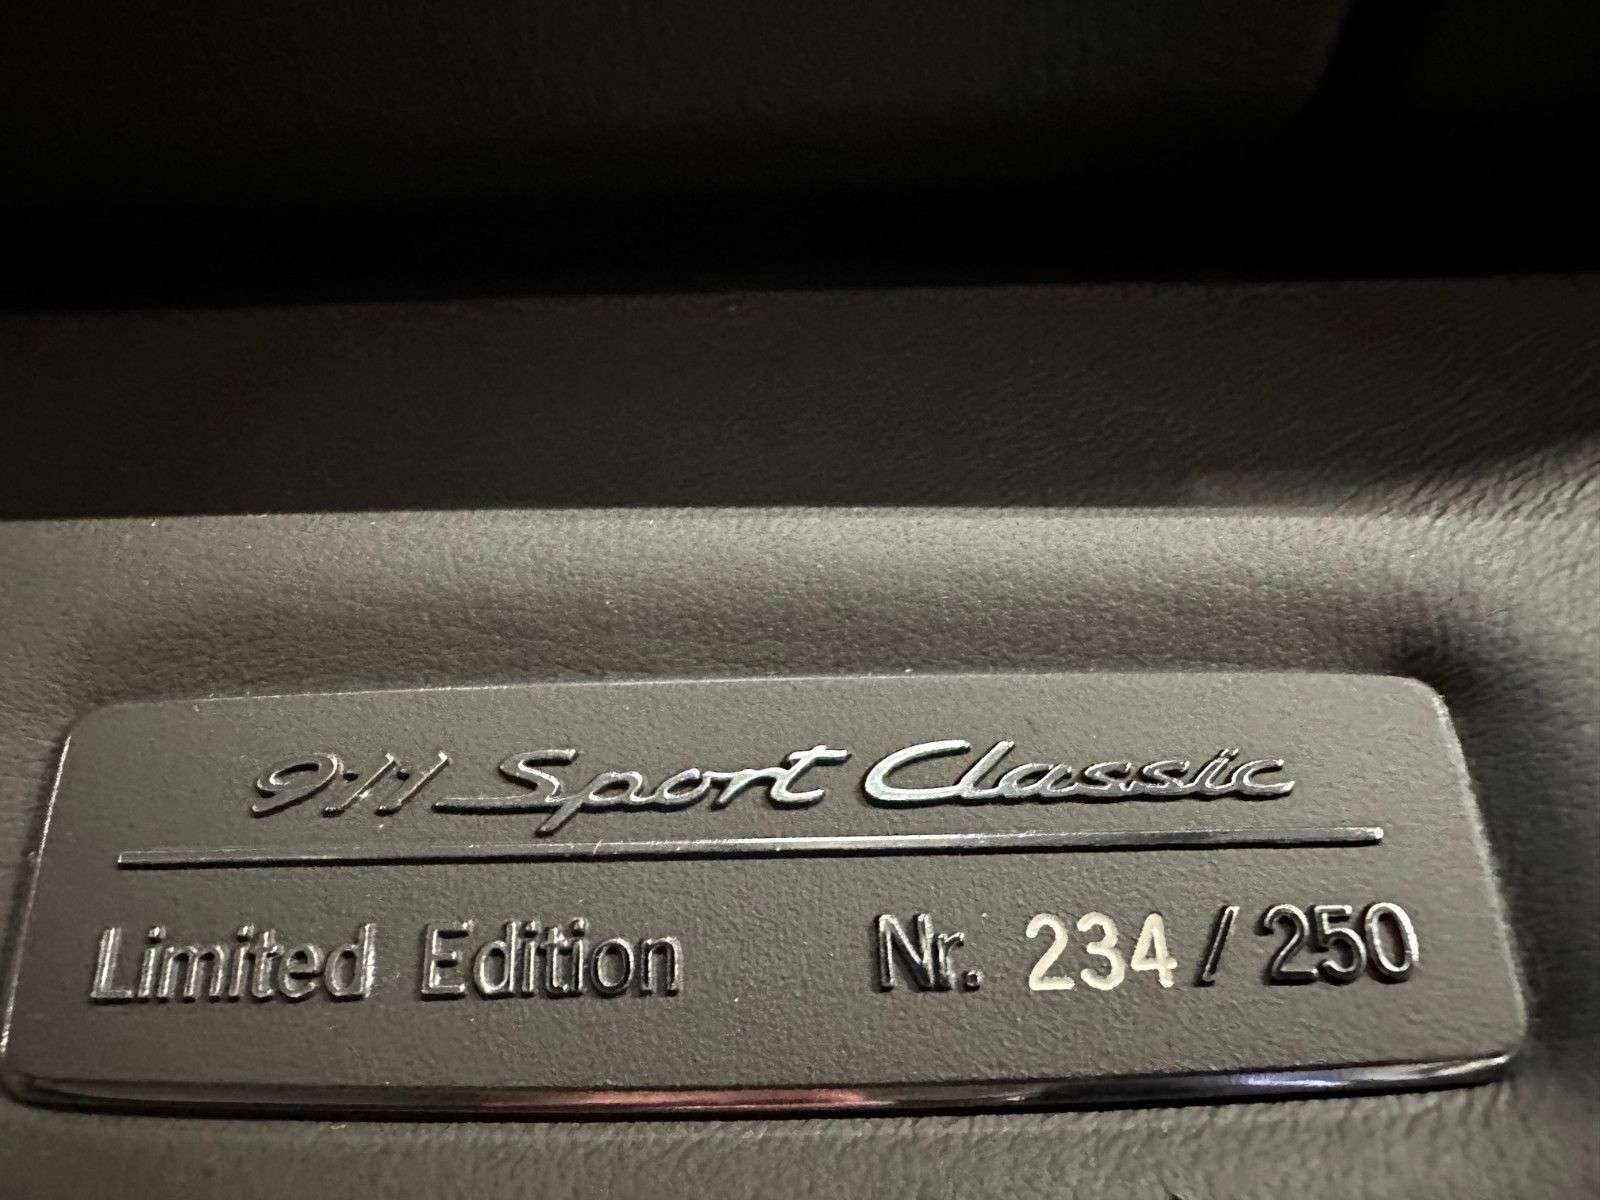 911 Sport Classic
Limited Edition Nr. 234 / 250